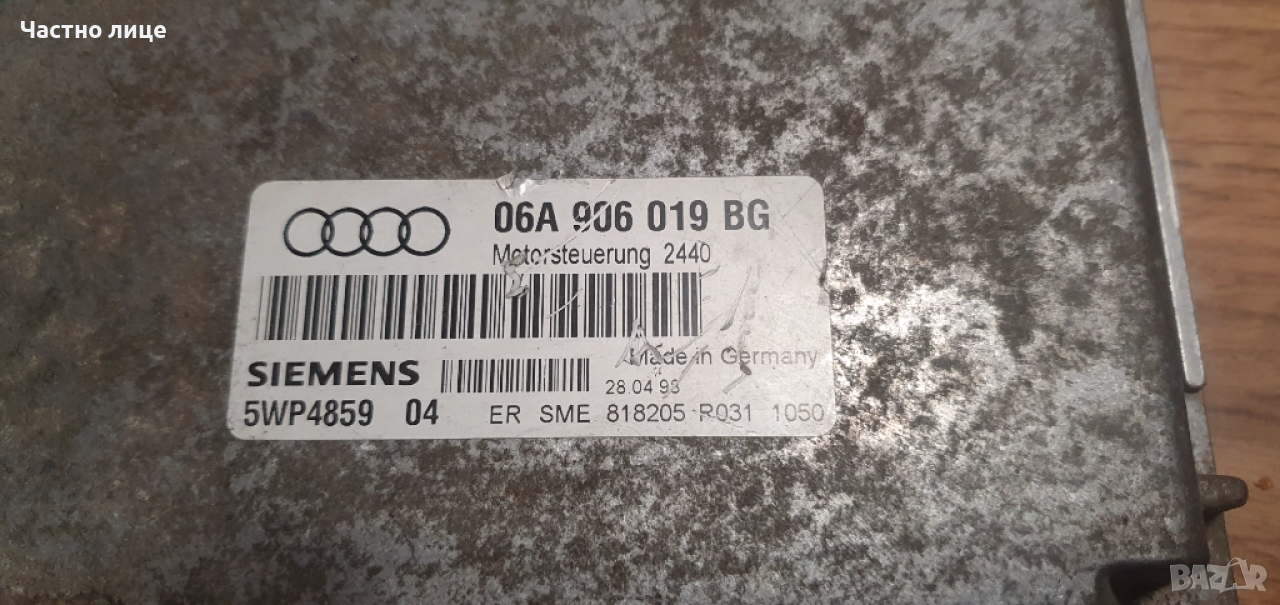 Частно лице
06A 906 019 BG
Motorsteuerung 2440
Made in Germany
SIEMENS
28.04.98
5WP4859 04
ER SME 818205 R031 1050
BAZAR